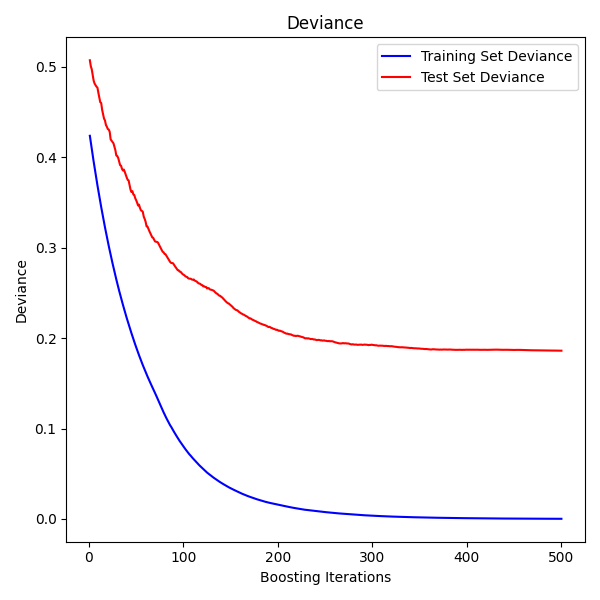 Deviance
Training Set Deviance
Test Set Deviance
Deviance
0.5
0.4
0.3
0.2
0.1
0.0
0
100
200
300
400
500
Boosting Iterations